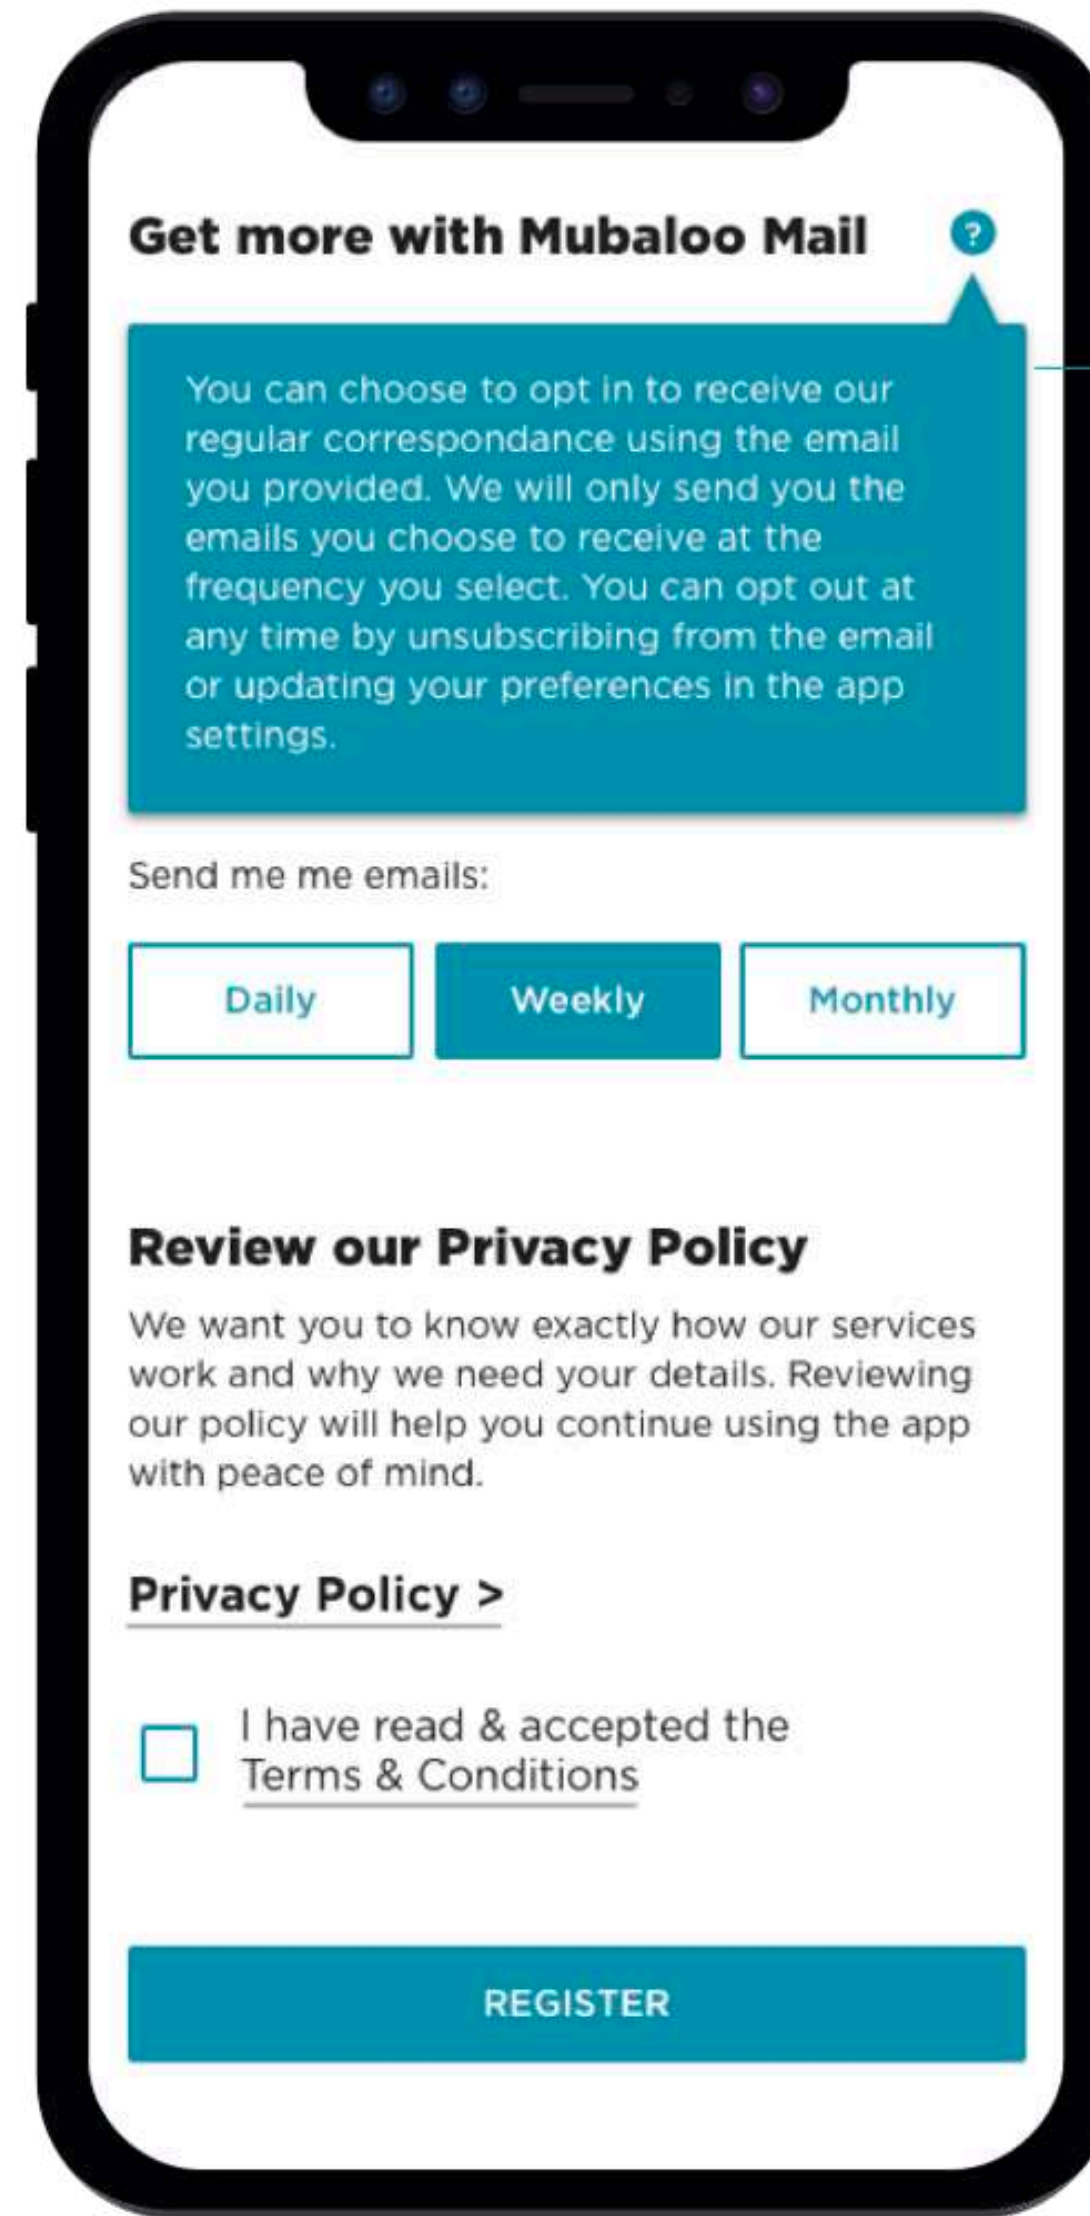 Get more with Mubaloo Mail ?
You can choose to opt in to receive our
regular correspondance using the email
you provided. We will only send you the
emails you choose to receive at the
frequency you select. You can opt out at
any time by unsubscribing from the email
or updating your preferences in the app
settings.
Send me me emails:
Daily Weekly Monthly
Review our Privacy Policy
We want you to know exactly how our services
work and why we need your details. Reviewing
our policy will help you continue using the app
with peace of mind.
Privacy Policy >
I have read & accepted the
Terms & Conditions
REGISTER